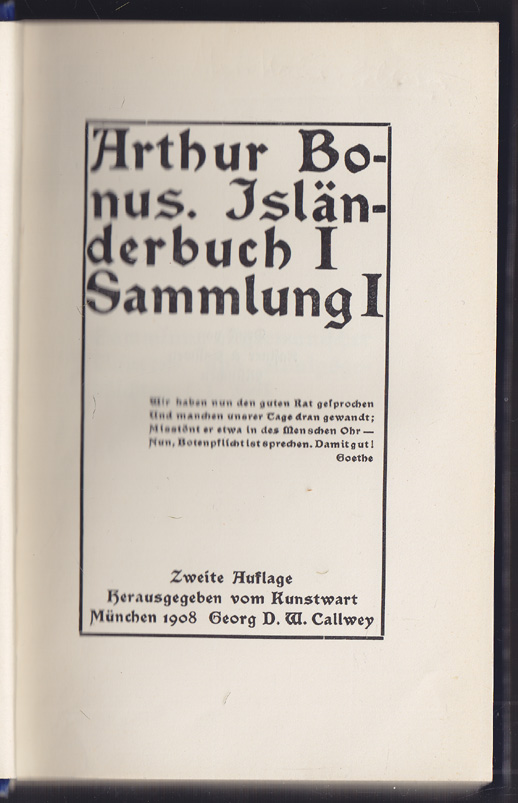 Arthur Bo-
nus. Islän-
derbuch I
Sammlung I
Wir haben nun den guten Rat gesprochen
Und manchen unsrer Tage dran gewandt;
Misstönt er etwa in des Menschen Ohr —
Nun, Botenpflicht ist sprechen. Damit gut!
Goethe
Zweite Auflage
Herausgegeben vom Kunstwart
München 1908 Georg D. W. Callwey